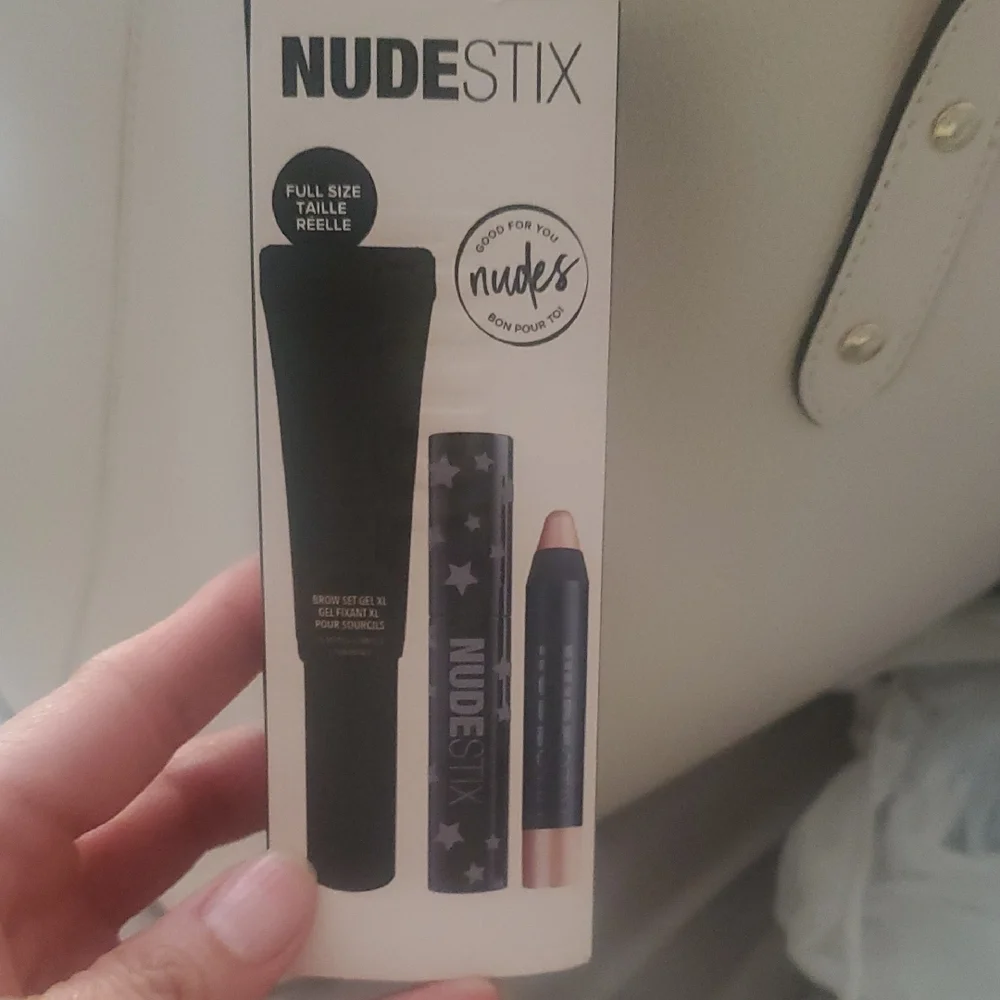 NUDESTIX
FULL SIZE
TAILLE
RÉELLE
GOOD FOR YOU
nudes
BON POUR TOI
BROW SET GEL XL
GEL FIXANT XL
POUR SOURCILS
NUDESTIX